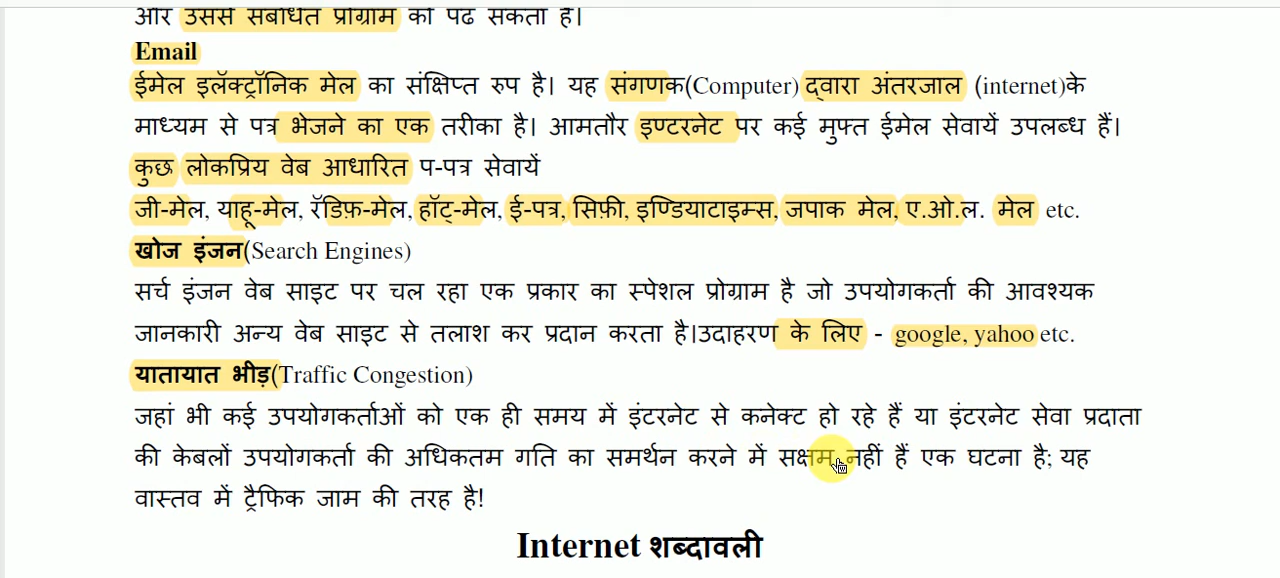 और उससे संबंधित प्रोग्राम को पढ सकता है।
Email
ईमेल इलॅक्ट्रॉनिक मेल का संक्षिप्त रुप है। यह संगणक(Computer) द्वारा अंतरजाल (internet)के
माध्यम से पत्र भेजने का एक तरीका है। आमतौर इण्टरनेट पर कई मुफ्त ईमेल सेवायें उपलब्ध हैं।
कुछ लोकप्रिय वेब आधारित प-पत्र सेवायें
जी-मेल, याहू-मेल, रॅडिफ़-मेल, हॉट्-मेल, ई-पत्र, सिफ़ी, इण्डियाटाइम्स, जपाक मेल, ए.ओ.ल. मेल etc.
खोज इंजन(Search Engines)
सर्च इंजन वेब साइट पर चल रहा एक प्रकार का स्पेशल प्रोग्राम है जो उपयोगकर्ता की आवश्यक
जानकारी अन्य वेब साइट से तलाश कर प्रदान करता है।उदाहरण के लिए - google, yahoo etc.
यातायात भीड़(Traffic Congestion)
जहां भी कई उपयोगकर्ताओं को एक ही समय में इंटरनेट से कनेक्ट हो रहे हैं या इंटरनेट सेवा प्रदाता
की केबलों उपयोगकर्ता की अधिकतम गति का समर्थन करने में सक्षम नहीं हैं एक घटना है; यह
वास्तव में ट्रैफिक जाम की तरह है!
Internet शब्दावली